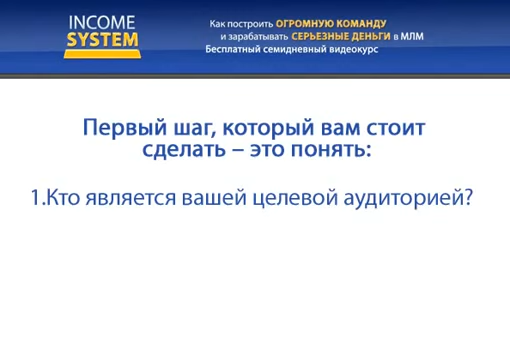 INCOME
SYSTEM
Как построить ОГРОМНУЮ КОМАНДУ
и зарабатывать СЕРЬЕЗНЫЕ ДЕНЬГИ в МЛМ
Бесплатный семидневный видеокурс
Первый шаг, который вам стоит
сделать – это понять:
1.Кто является вашей целевой аудиторией?